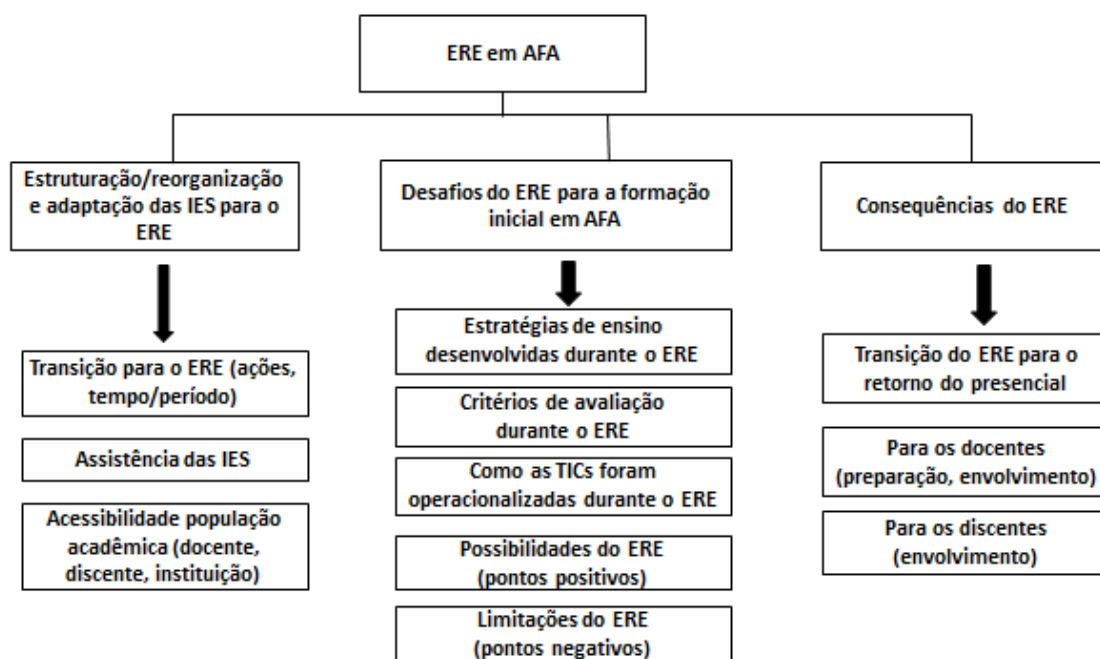 ERE em AFA
Estruturação/reorganização
e adaptação das IES para o
ERE
Transição para o ERE (ações,
tempo/período)
Assistência das IES
Acessibilidade população
acadêmica (docente,
discente, instituição)
Desafios do ERE para a formação
inicial em AFA
Estratégias de ensino
desenvolvidas durante o ERE
Critérios de avaliação
durante o ERE
Como as TICs foram
operacionalizadas durante o ERE
Possibilidades do ERE
(pontos positivos)
Limitações do ERE
(pontos negativos)
Consequências do ERE
Transição do ERE para o
retorno do presencial
Para os docentes
(preparação, envolvimento)
Para os discentes
(envolvimento)